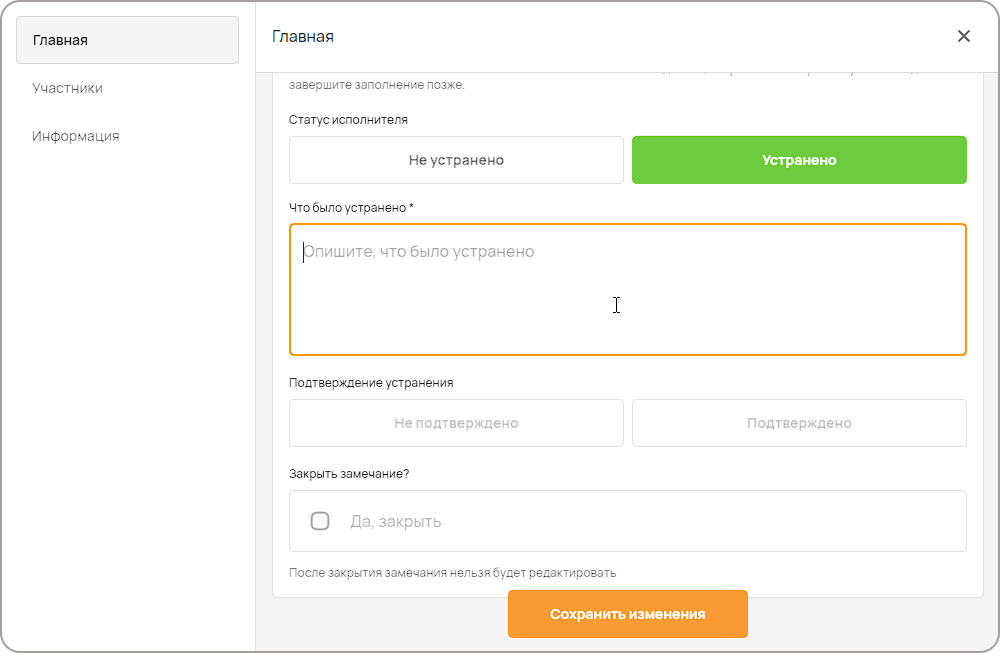 Главная
Участники
Информация
Главная
завершите заполнение позже.
Статус исполнителя
Не устранено
Устранено
Что было устранено *
Опишите, что было устранено
Подтверждение устранения
Не подтверждено
Подтверждено
Закрыть замечание?
Да, закрыть
После закрытия замечания нельзя будет редактировать
Сохранить изменения